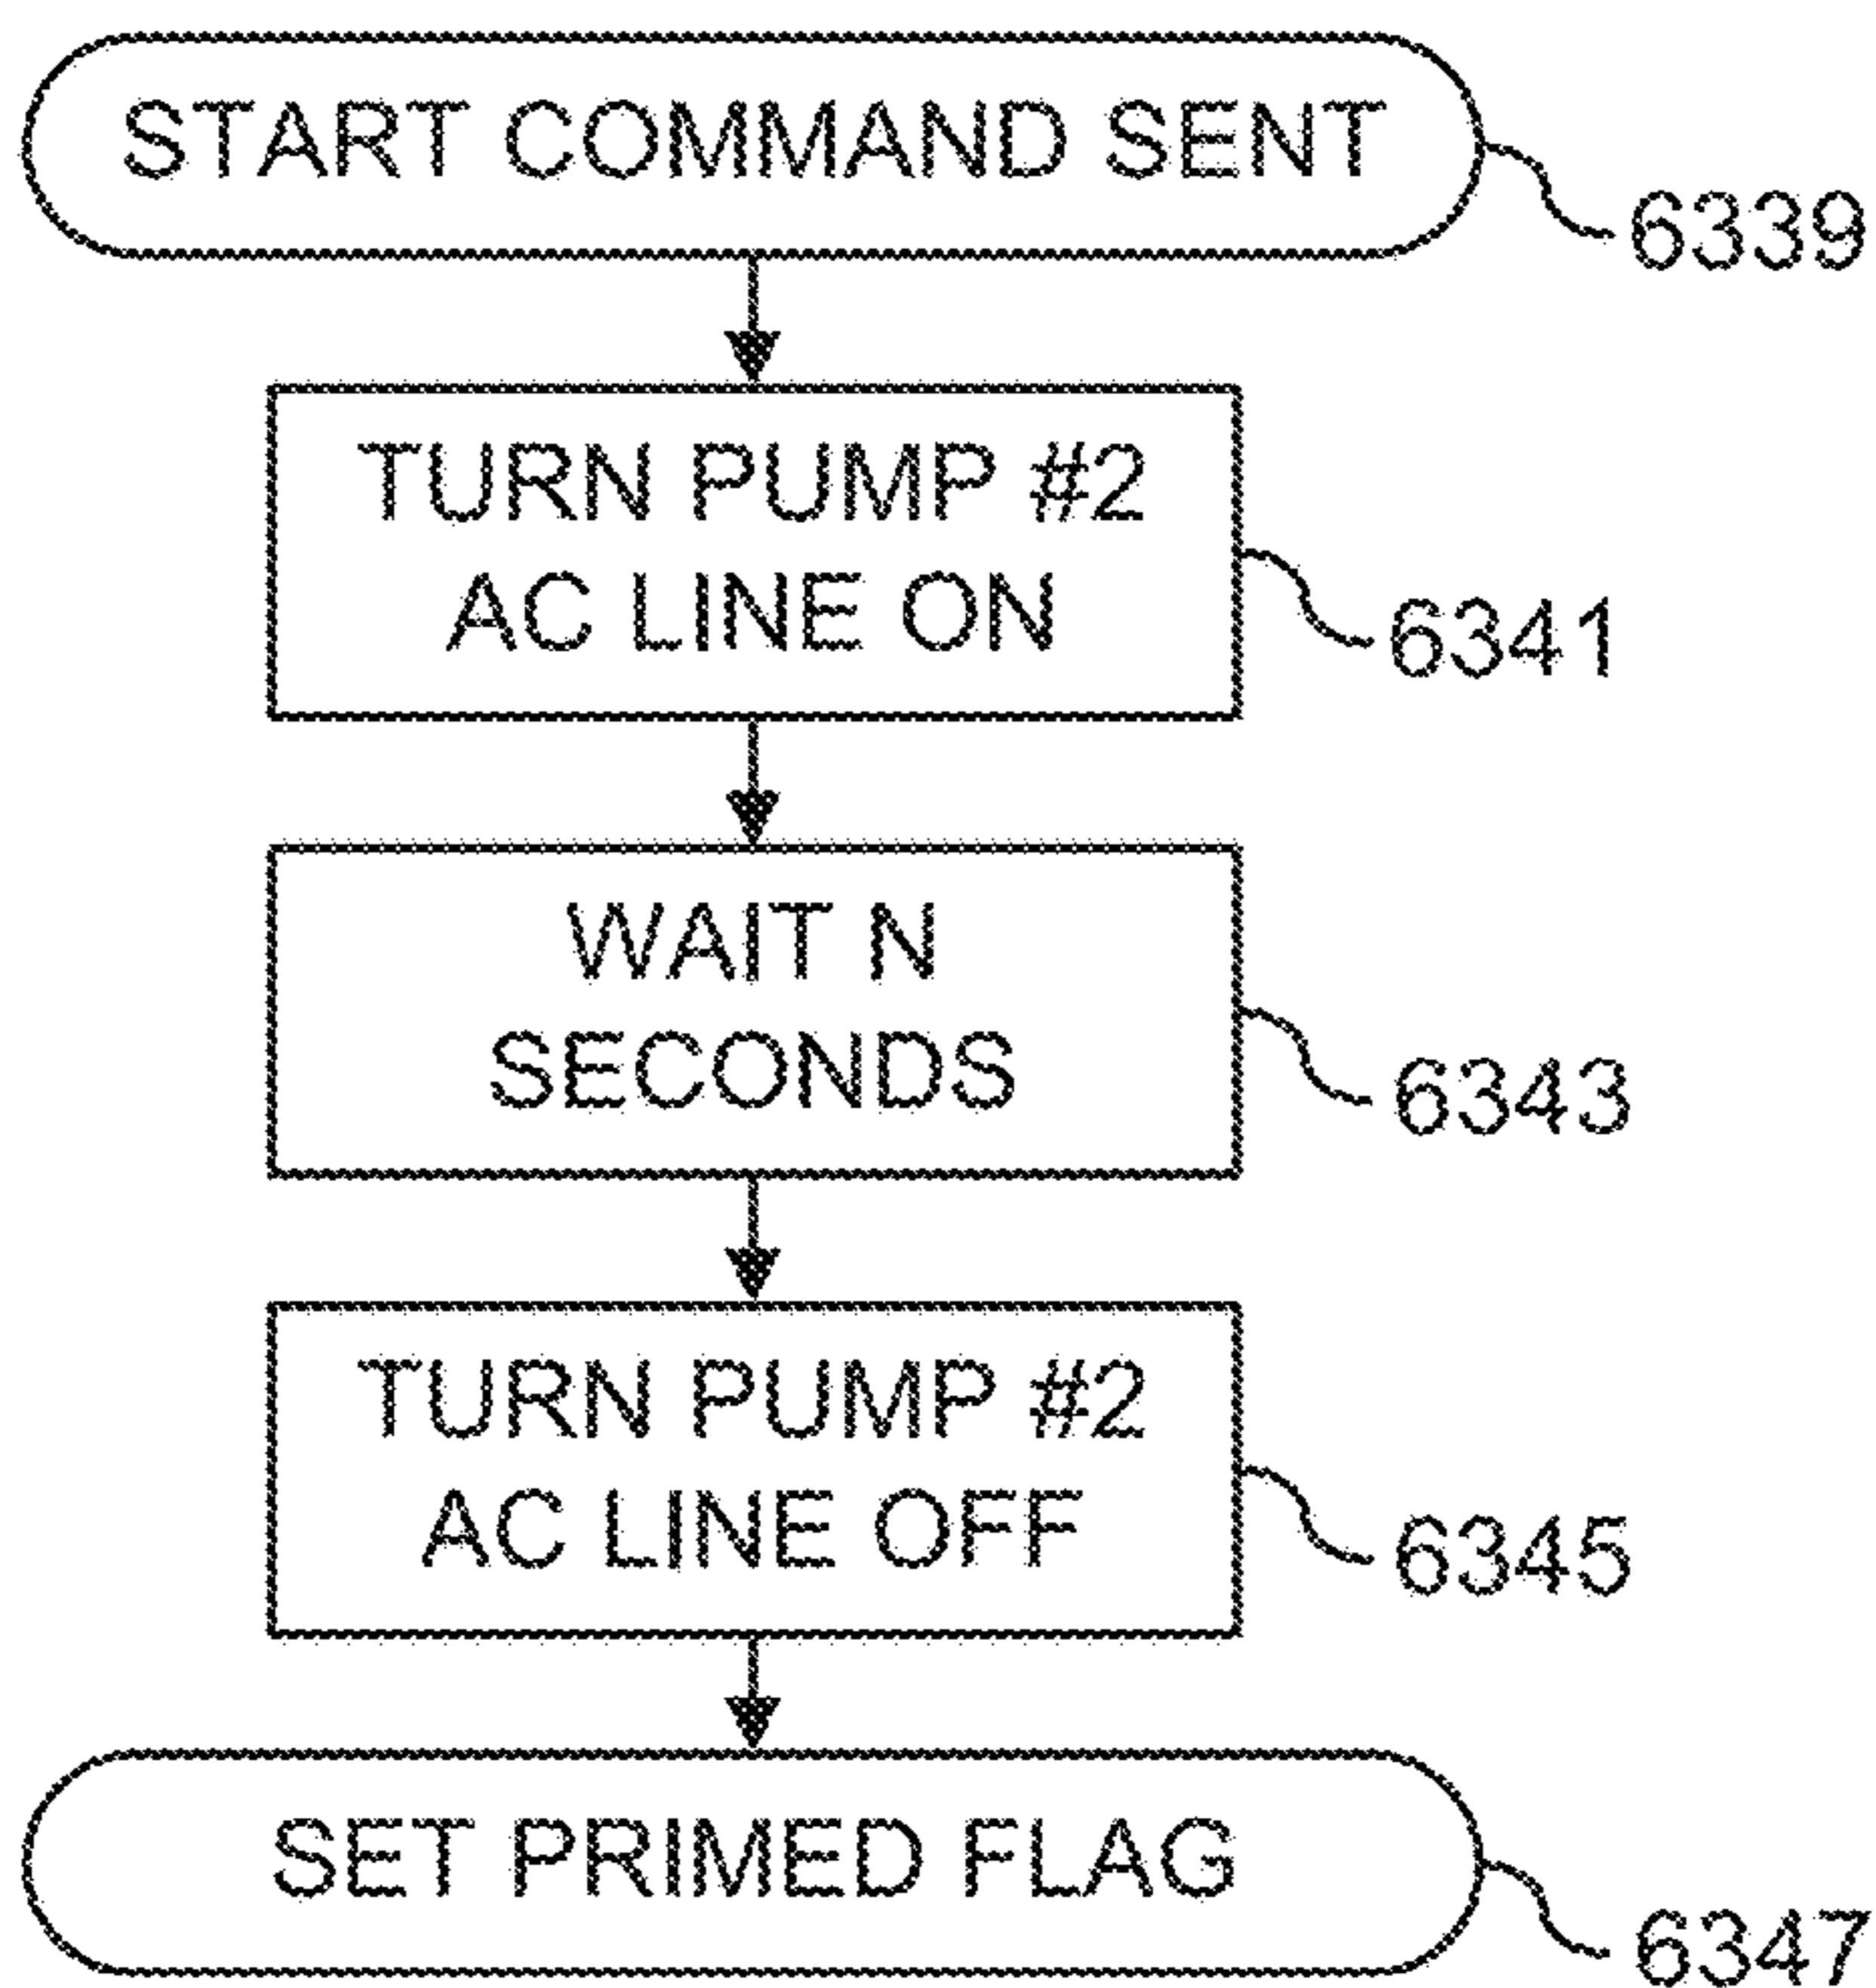 START COMMAND SENT
6339
TURN PUMP #2
AC LINE ON
6341
WAIT N
SECONDS
6343
TURN PUMP #2
AC LINE OFF
6345
SET PRIMED FLAG
6347